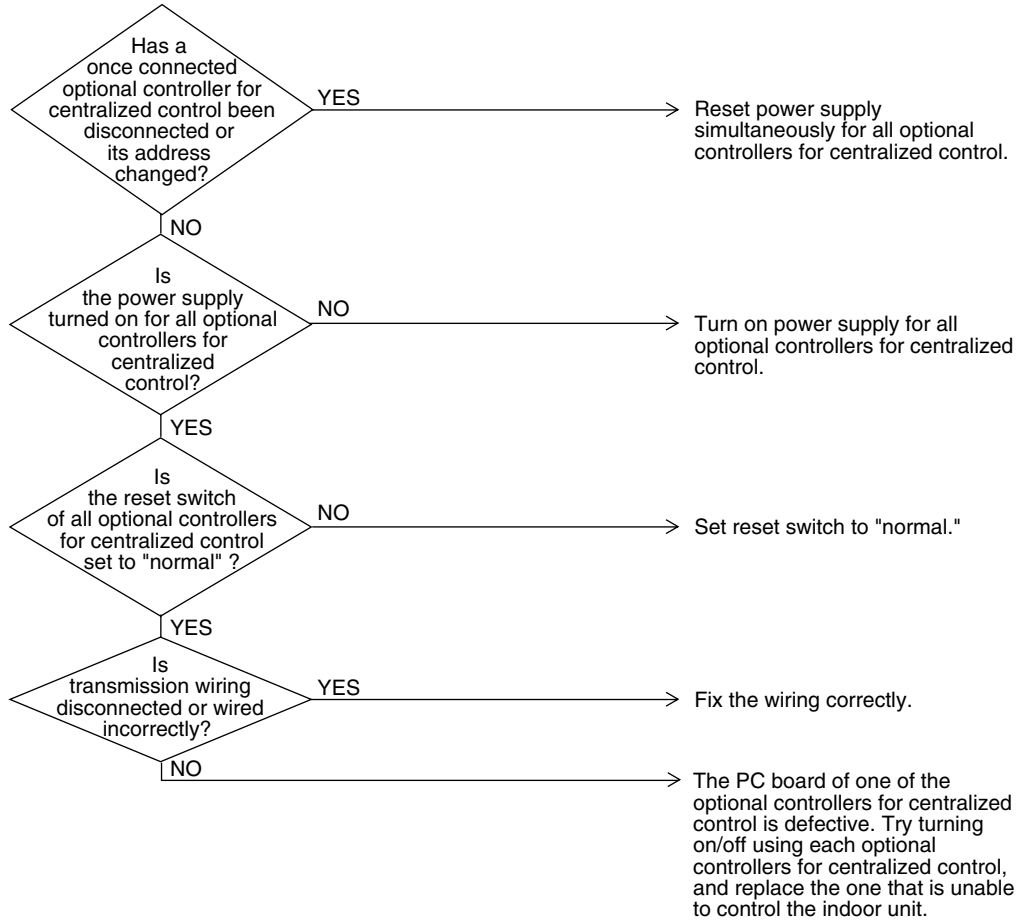 Has a
once connected
optional controller for
centralized control been
disconnected or
its address
changed?
YES
Reset power supply
simultaneously for all optional
controllers for centralized control.
NO
Is
the power supply
turned on for all optional
controllers for
centralized
control?
NO
Turn on power supply for all
optional controllers for centralized
control.
YES
Is
the reset switch
of all optional controllers
for centralized control
set to "normal" ?
NO
Set reset switch to "normal."
YES
Is
transmission wiring
disconnected or wired
incorrectly?
YES
Fix the wiring correctly.
NO
The PC board of one of the
optional controllers for centralized
control is defective. Try turning
on/off using each optional
controllers for centralized control,
and replace the one that is unable
to control the indoor unit.